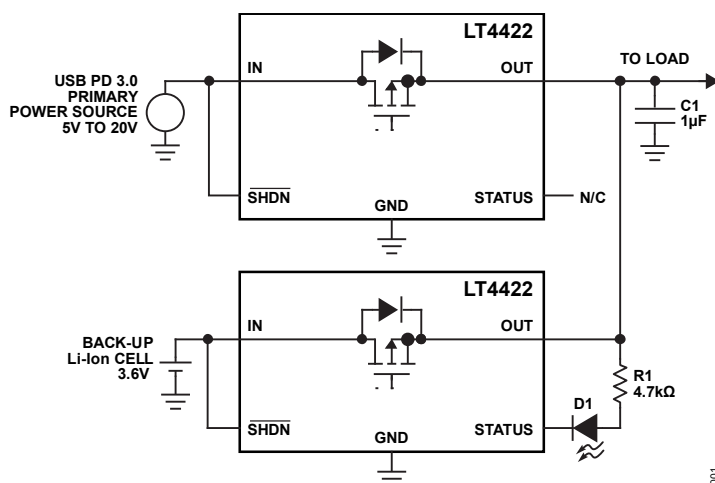 LT4422
IN
OUT
TO LOAD
USB PD 3.0
PRIMARY
POWER SOURCE
5V TO 20V
C1
1µF
SHDN
GND
STATUS
N/C
LT4422
IN
OUT
BACK-UP
Li-Ion CELL
3.6V
R1
4.7kΩ
D1
SHDN
GND
STATUS
001